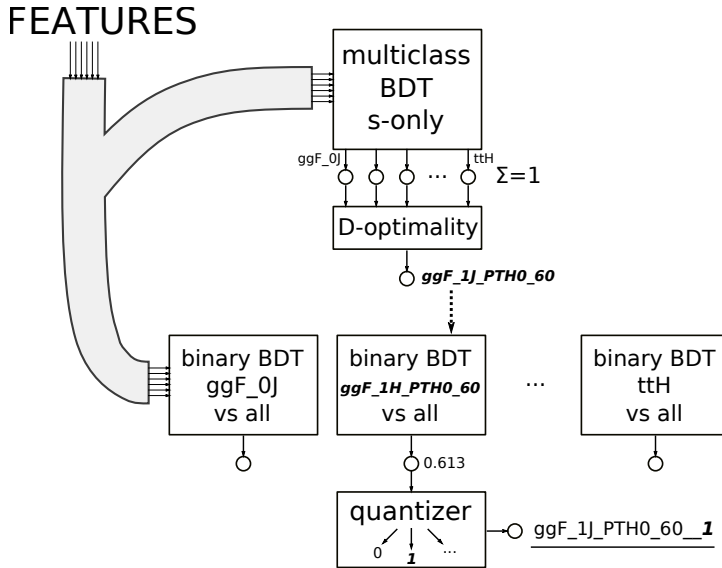 FEATURES
multiclass
BDT
s-only
ggF_0J
ttH
...
Σ=1
D-optimality
ggF_1J_PTH0_60
binary BDT
ggF_0J
vs all
binary BDT
ggF_1H_PTH0_60
vs all
...
binary BDT
ttH
vs all
0.613
quantizer
0
1
...
ggF_1J_PTH0_60__1